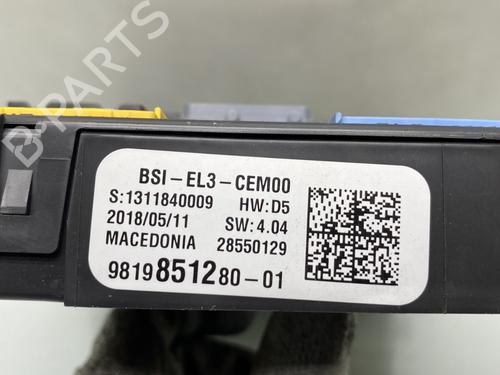 B-PARTS
BSI-EL3-CEM00
S:1311840009 HW:D5
2018/05/11 SW:4.04
MACEDONIA 28550129
9819851280-01